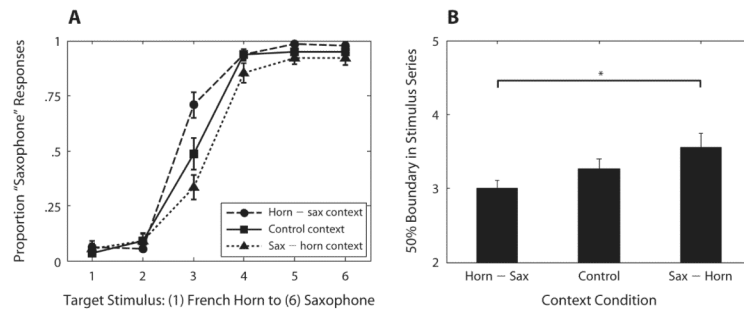 A
Proportion "Saxophone" Responses
1
.75
.5
.25
0
Horn – sax context
Control context
Sax – horn context
1 2 3 4 5 6
Target Stimulus: (1) French Horn to (6) Saxophone
B
50% Boundary in Stimulus Series
5
4
3
2
*
Horn – Sax Control Sax – Horn
Context Condition